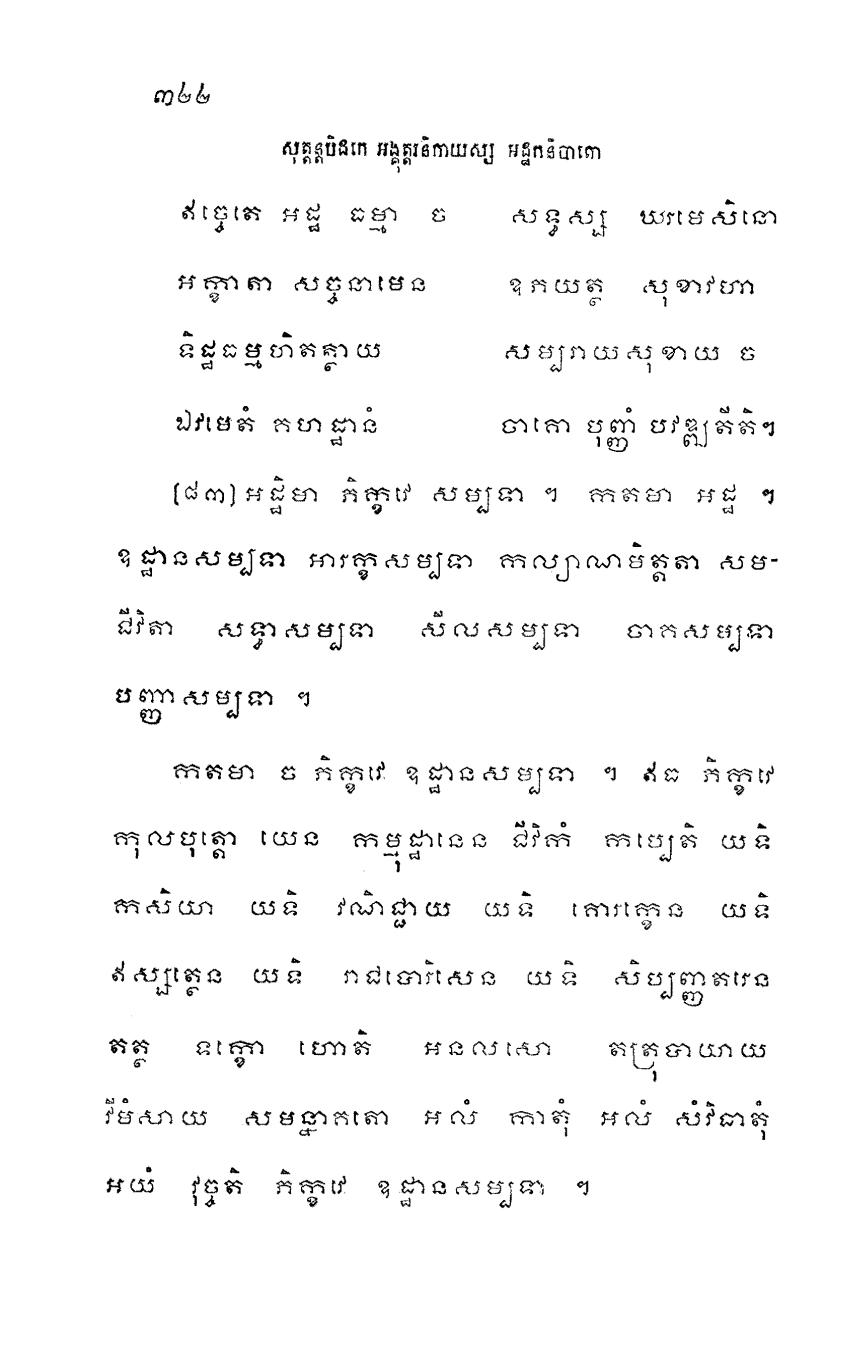 ៣៤៤
សុត្តន្តបិដកេ អង្គុត្តរនិកាយស្ស អដ្ឋកនិបាតោ
ឥច្ចេតេ អដ្ឋ ធម្មា ច សទ្ធស្ស ឃរមេសិនោ
អក្ខាតា សច្ចនាមេន ឧភយត្ថ សុខាវហា
ទិដ្ឋធម្មហិតត្ថាយ សម្បរាយសុខាយ ច
ឯវមេតំ គហដ្ឋានំ ចាគោ បុញ្ញំ បវឌ្ឍតីតិ។
(៨៣) អដ្ឋិមា ភិក្ខវេ សម្បទា ។ កតមា អដ្ឋ ។
ឧដ្ឋានសម្បទា អារក្ខសម្បទា កល្យាណមិត្តតា សម-
ជីវិតា សទ្ធាសម្បទា សីលសម្បទា ចាគសម្បទា
បញ្ញាសម្បទា ។
កតមា ច ភិក្ខវេ ឧដ្ឋានសម្បទា ។ ឥធ ភិក្ខវេ
កុលបុត្តោ យេន កម្មុដ្ឋានេន ជីវិកំ កប្បេតិ យទិ
កសិយា យទិ វណិជ្ជាយ យទិ គោរក្ខេន យទិ
ឥស្សត្ថេន យទិ រាជបោរិសេន យទិ សិប្បញ្ញតរេន
តត្ថ ទក្ខោ ហោតិ អនលសោ តត្រុបាយាយ
វីមំសាយ សមន្នាគតោ អលំ កាតុំ អលំ សំវិធាតុំ
អយំ វុច្ចតិ ភិក្ខវេ ឧដ្ឋានសម្បទា ។